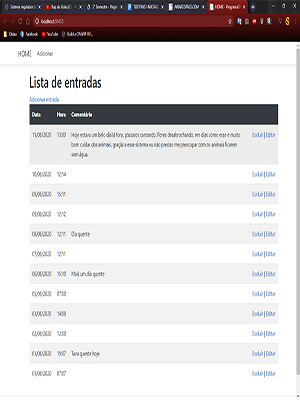 localhost
Otaku facebook YouTube
HOME Adicionar
Lista de entradas
Adicionar entrada
Data Hora Comentário
11/06/2020 13:03 Hoje estava um belo dia lá fora, pássaros cantando, flores desabrochando, em dias como esse é muito
bom cuidar dos animais, graças a esse sistema eu não preciso me preocupar com os animais ficarem
sem água. Excluir | Editar
10/06/2020 12:14 Excluir | Editar
09/06/2020 15:11 Excluir | Editar
09/06/2020 12:12 Excluir | Editar
08/06/2020 12:11 Dia quente Excluir | Editar
07/06/2020 12:11 Excluir | Editar
06/06/2020 15:10 Mais um dia quente Excluir | Editar
05/06/2020 07:08 Excluir | Editar
03/06/2020 14:08 Excluir | Editar
02/06/2020 12:08 Excluir | Editar
01/06/2020 19:07 Tava quente hoje Excluir | Editar
01/06/2020 07:07 Excluir | Editar